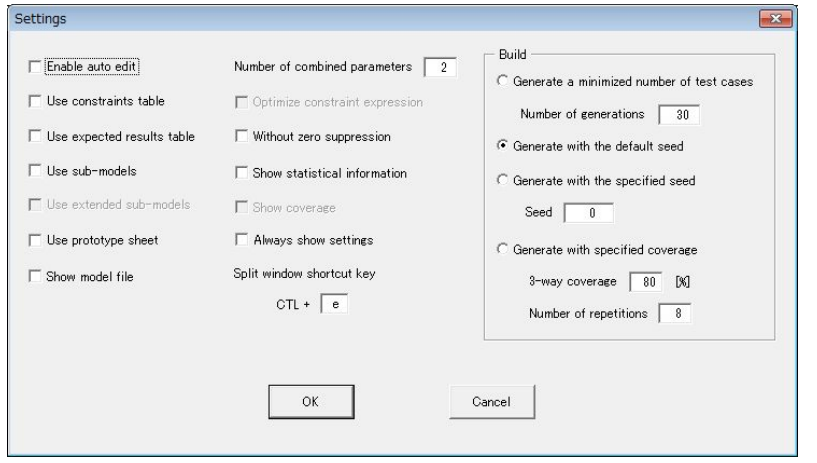 Settings
Enable auto edit
Use constraints table
Use expected results table
Use sub-models
Use extended sub-models
Use prototype sheet
Show model file
Number of combined parameters 2
Optimize constraint expression
Without zero suppression
Show statistical information
Show coverage
Always show settings
Split window shortcut key
CTL + e
Build
Generate a minimized number of test cases
Number of generations 30
Generate with the default seed
Generate with the specified seed
Seed 0
Generate with specified coverage
3-way coverage 80 [%]
Number of repetitions 8
OK
Cancel